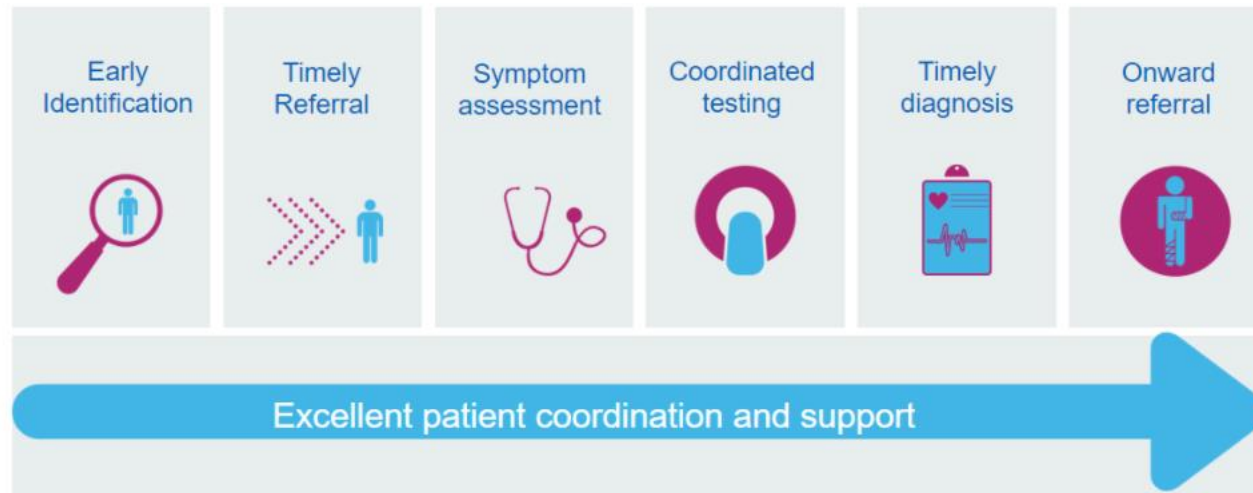 Early
Identification
Timely
Referral
Symptom
assessment
Coordinated
testing
Timely
diagnosis
Onward
referral
Excellent patient coordination and support